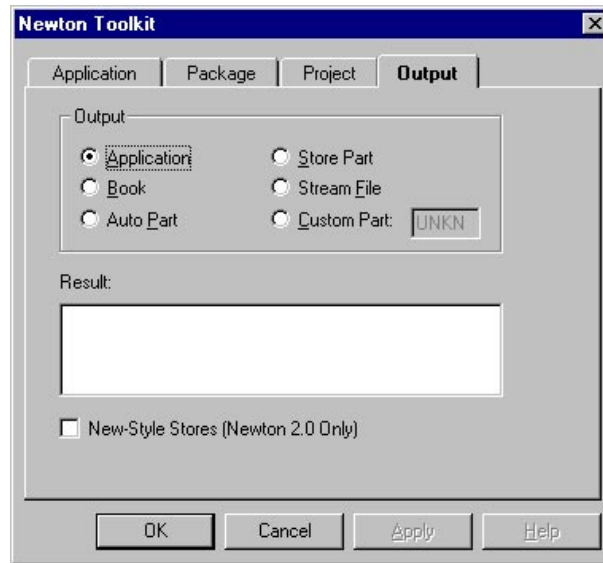 Newton Toolkit
Application Package Project Output
Output
Application Store Part
Book Stream File
Auto Part Custom Part: UNKN
Result:
New-Style Stores (Newton 2.0 Only)
OK Cancel Apply Help